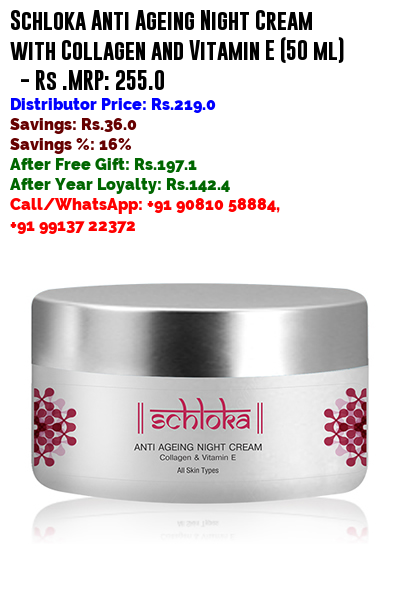 Schloka Anti Ageing Night Cream
with Collagen and Vitamin E (50 ml)
- Rs .MRP: 255.0
Distributor Price: Rs.219.0
Savings: Rs.36.0
Savings %: 16%
After Free Gift: Rs.197.1
After Year Loyalty: Rs.142.4
Call/WhatsApp: +91 90810 58884,
+91 99137 22372
|| schloka ||
ANTI AGEING NIGHT CREAM
Collagen & Vitamin E
All Skin Types